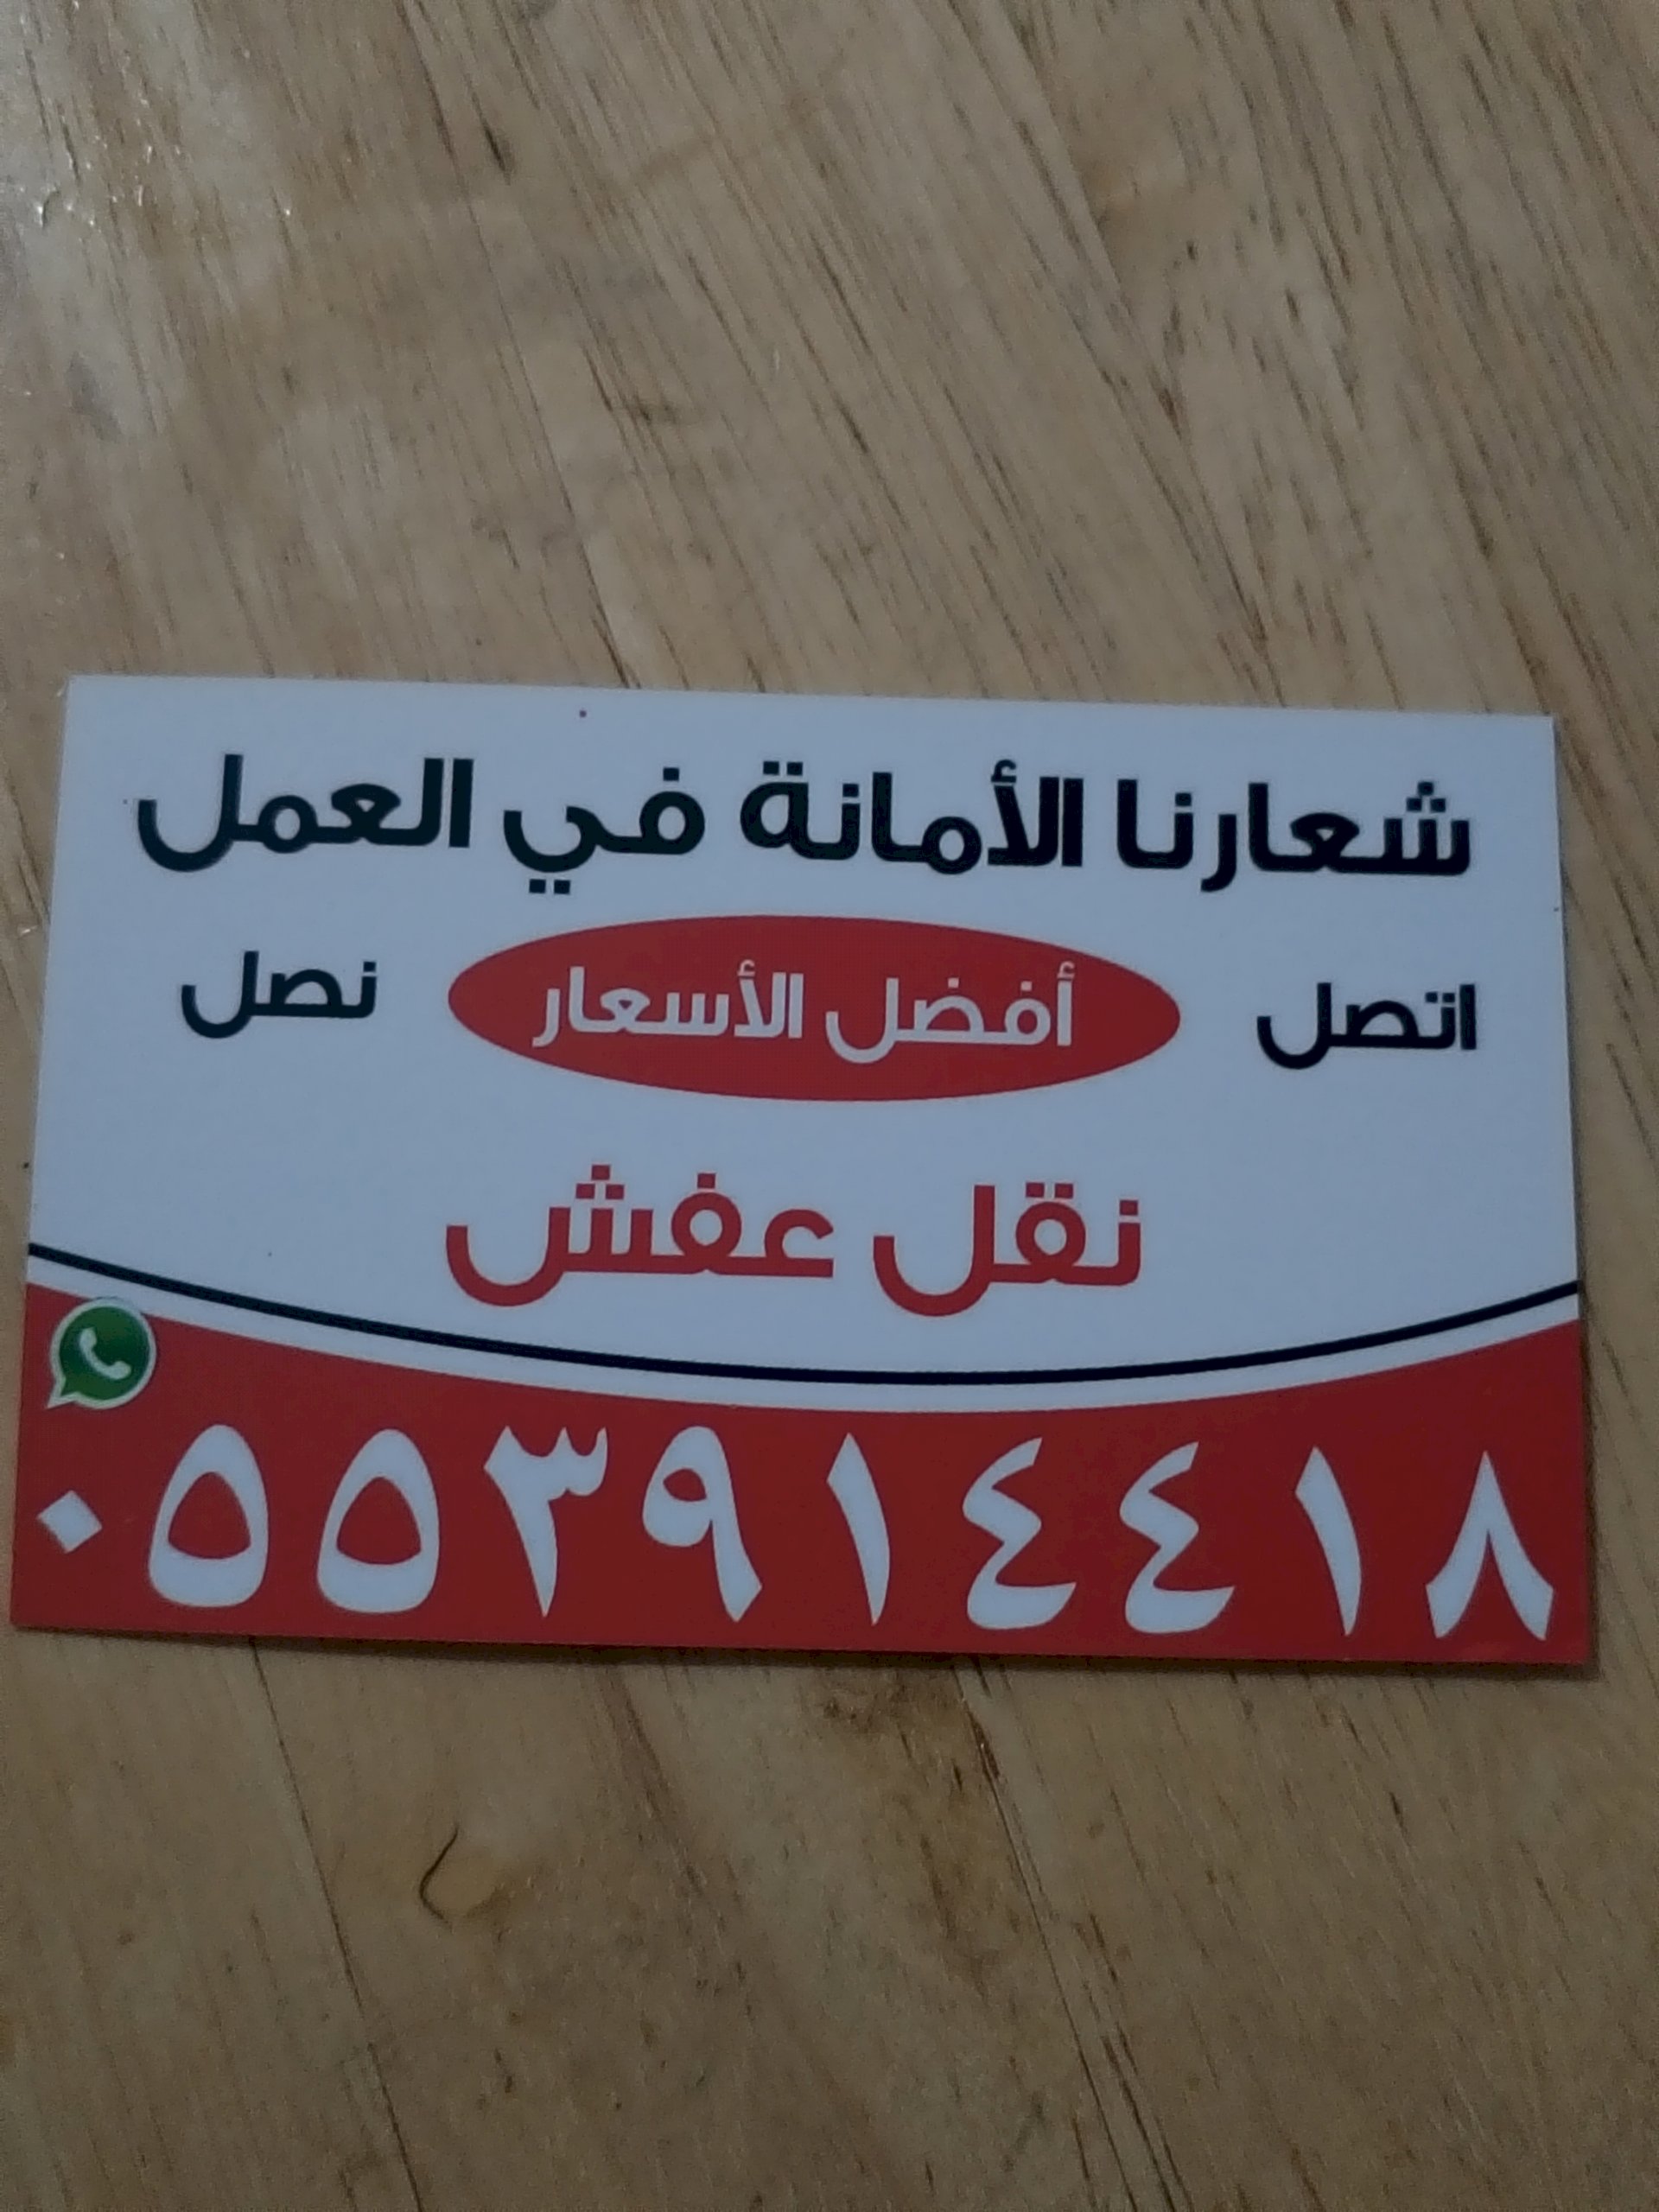 شعارنا الأمانة في العمل
اتصل أفضل الأسعار نصل
نقل عفش
٠٥٥٣٩١٤٤١٨